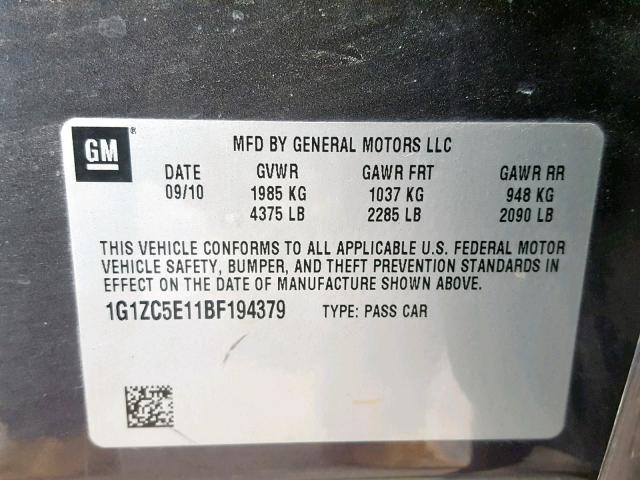 GM®
MFD BY GENERAL MOTORS LLC
DATE GVWR GAWR FRT GAWR RR
09/10 1985 KG 1037 KG 948 KG
4375 LB 2285 LB 2090 LB
THIS VEHICLE CONFORMS TO ALL APPLICABLE U.S. FEDERAL MOTOR
VEHICLE SAFETY, BUMPER, AND THEFT PREVENTION STANDARDS IN
EFFECT ON THE DATE OF MANUFACTURE SHOWN ABOVE.
1G1ZC5E11BF194379 TYPE: PASS CAR